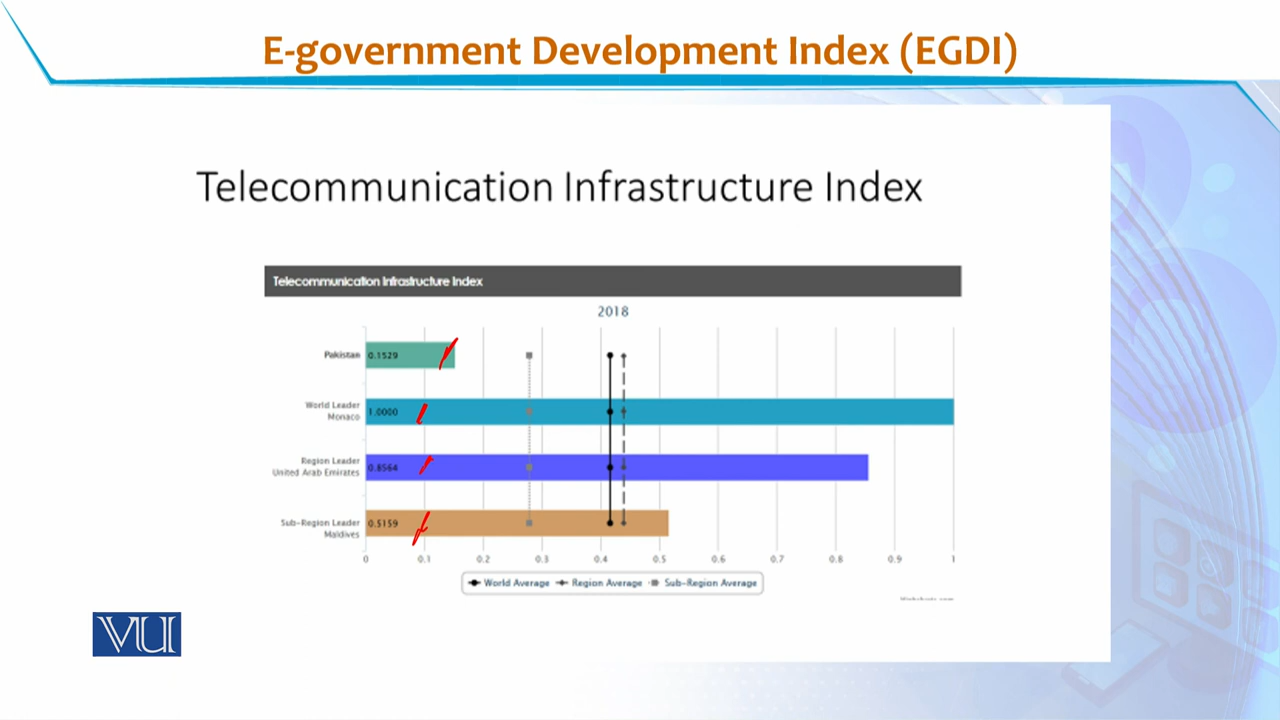 E-government Development Index (EGDI)
Telecommunication Infrastructure Index
Telecommunication Infrastructure Index
2018
Pakistan
0.1529
World Leader
Monaco
1.0000
Region Leader
United Arab Emirates
0.8564
Sub-Region Leader
Maldives
0.5159
0 0.1 0.2 0.3 0.4 0.5 0.6 0.7 0.8 0.9 1
World Average Region Average Sub-Region Average
VU